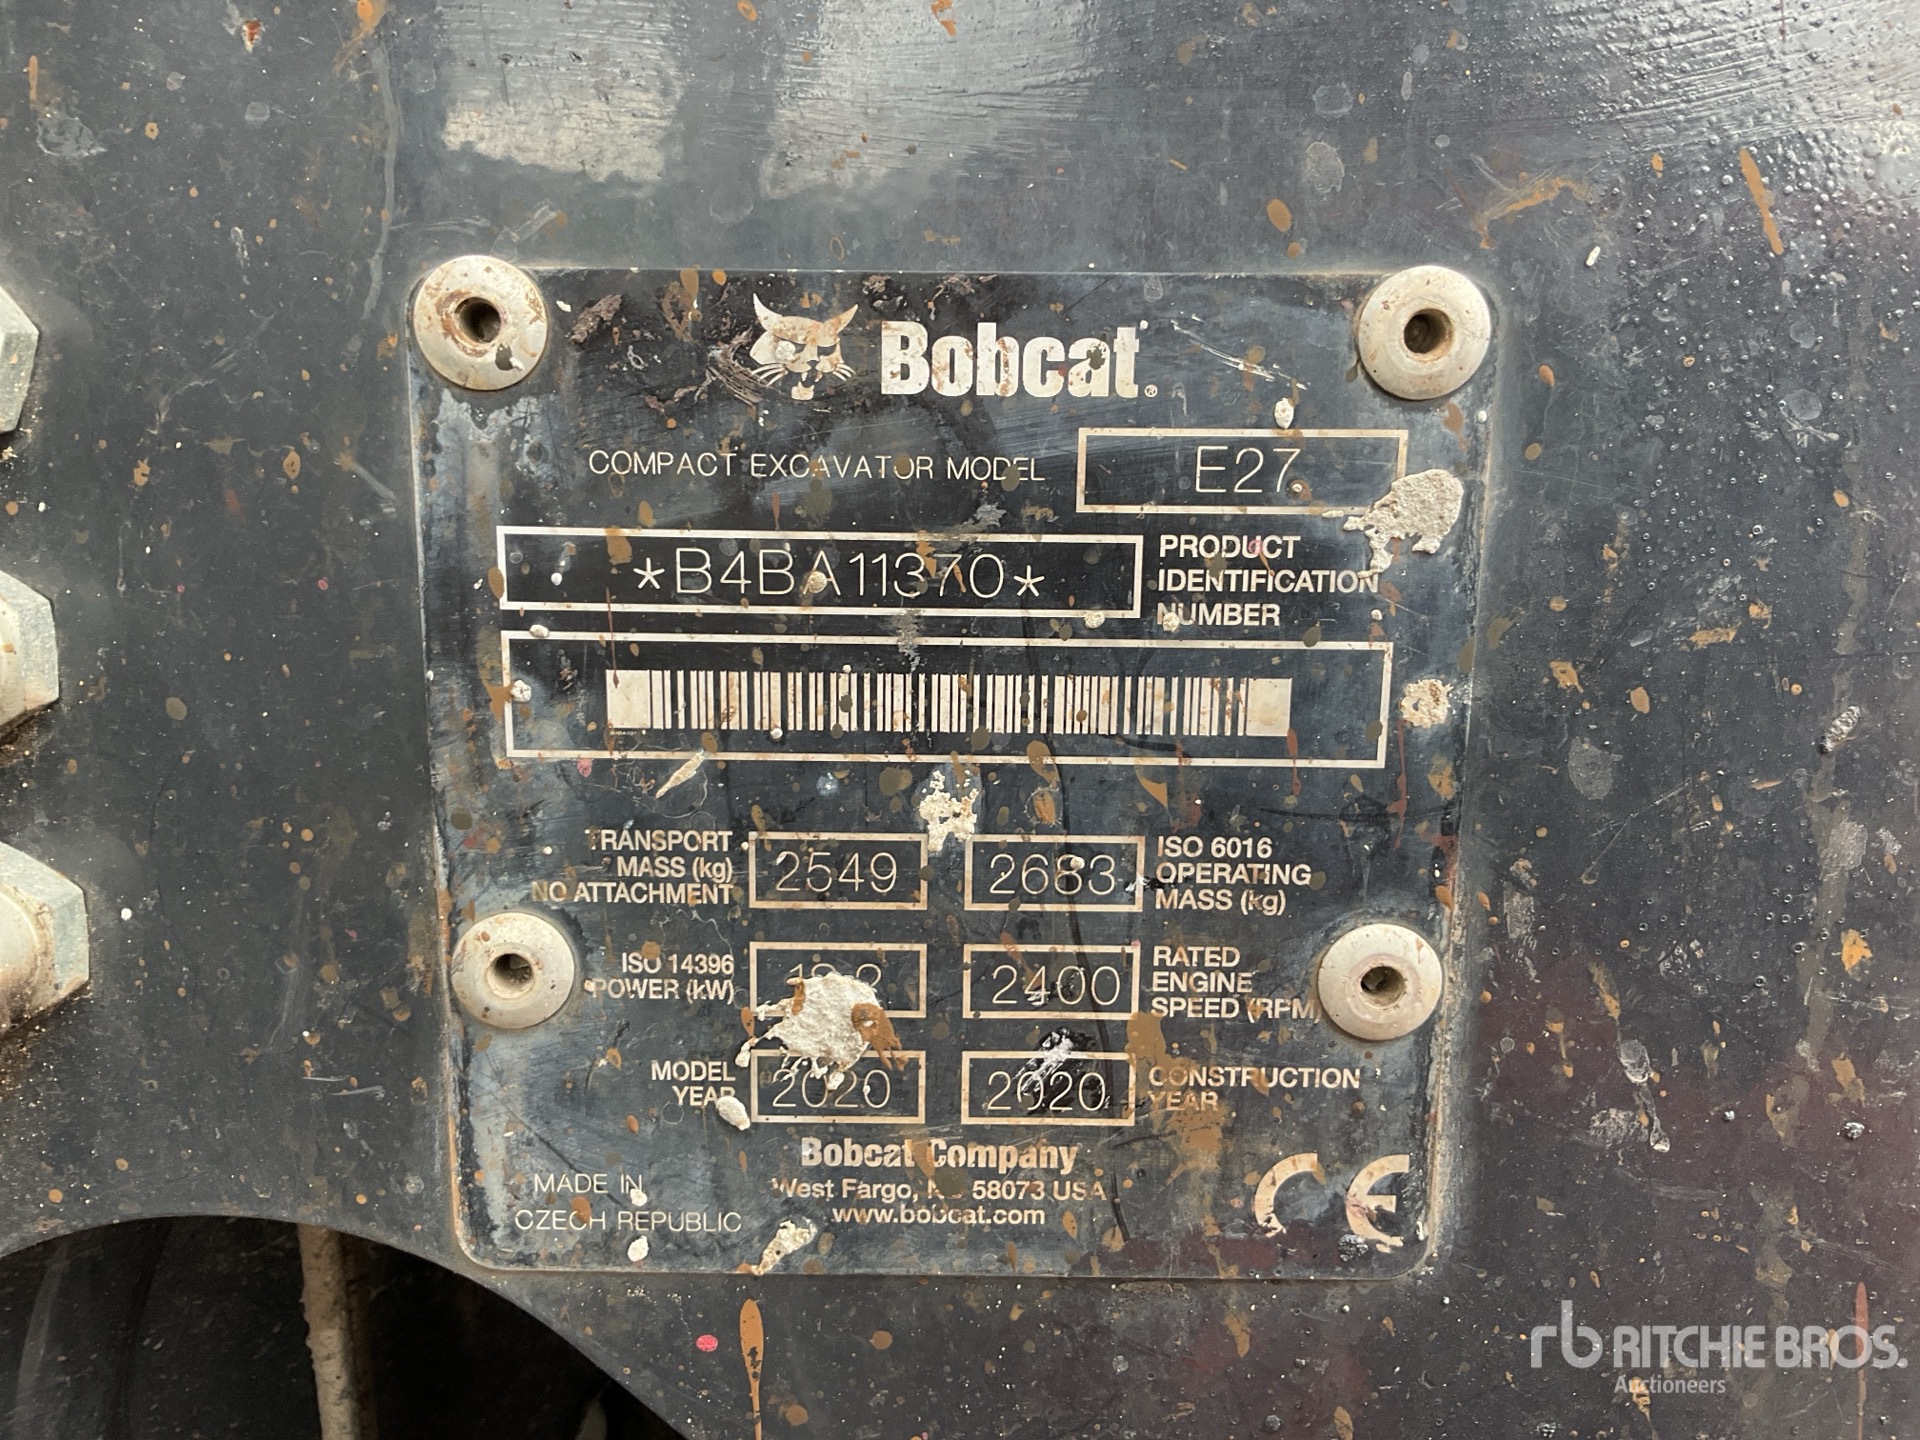 Bobcat®
COMPACT EXCAVATOR MODEL E27
*B4BA11370* PRODUCT
IDENTIFICATION
NUMBER
TRANSPORT
MASS (kg)
NO ATTACHMENT
2549
2683
ISO 6016
OPERATING
MASS (kg)
ISO 14396
POWER (kW)
2400
RATED
ENGINE
SPEED (RPM)
MODEL
YEAR
2020
2020
CONSTRUCTION
YEAR
Bobcat Company
West Fargo, 58073 USA
www.bobcat.com
MADE IN
CZECH REPUBLIC
CE
rb RITCHIE BROS.
Auctioneers